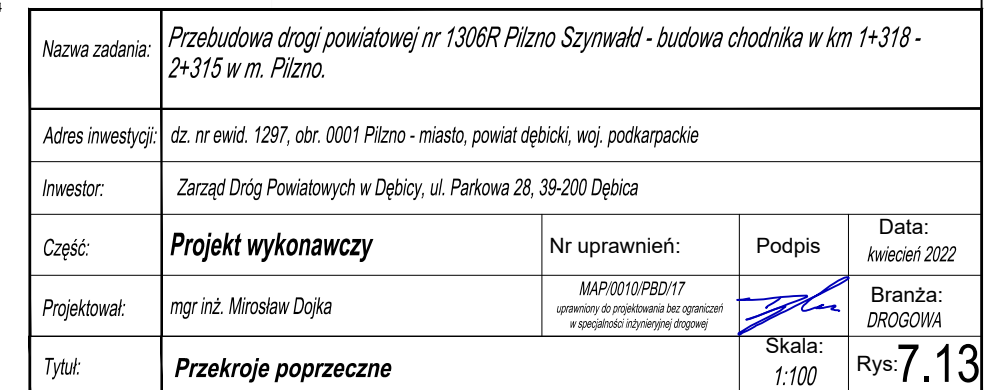 Nazwa zadania: Przebudowa drogi powiatowej nr 1306R Pilzno Szynwałd - budowa chodnika w km 1+318 -
2+315 w m. Pilzno.
Adres inwestycji: dz. nr ewid. 1297, obr. 0001 Pilzno - miasto, powiat dębicki, woj. podkarpackie
Inwestor: Zarząd Dróg Powiatowych w Dębicy, ul. Parkowa 28, 39-200 Dębica
Część: Projekt wykonawczy Nr uprawnień: Podpis Data:
kwiecień 2022
Projektował: mgr inż. Mirosław Dojka MAP/0010/PBD/17
uprawniony do projektowania bez ograniczeń
w specjalności inżynieryjnej drogowej
Branża:
DROGOWA
Tytuł: Przekroje poprzeczne Skala:
1:100
Rys: 7.13